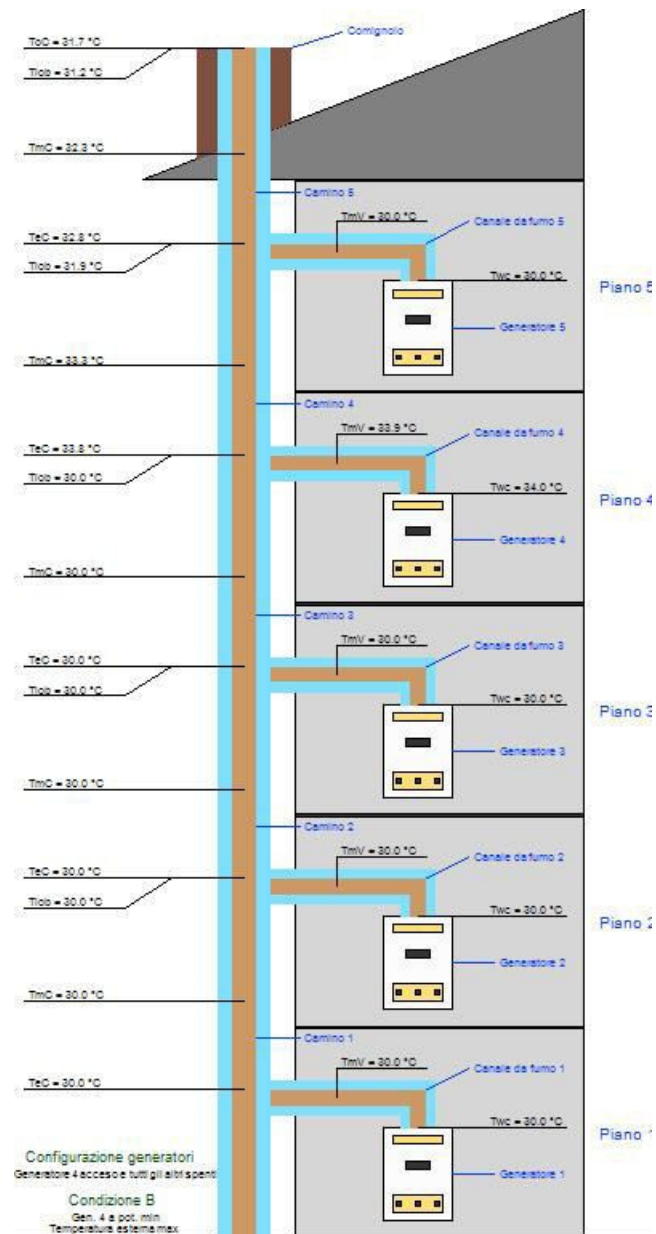 ToC = 31.7 °C
Comignolo
Tiob = 31.2 °C
TmC = 32.3 °C
Camino 5
TmV = 30.0 °C
Canale da fumo 5
TeC = 32.8 °C
Tiob = 31.9 °C
Twc = 30.0 °C
Piano 5
Generatore 5
TmC = 33.3 °C
Camino 4
TmV = 33.9 °C
Canale da fumo 4
TeC = 33.8 °C
Tiob = 30.0 °C
Twc = 34.0 °C
Piano 4
Generatore 4
TmC = 30.0 °C
Camino 3
TmV = 30.0 °C
Canale da fumo 3
TeC = 30.0 °C
Tiob = 30.0 °C
Twc = 30.0 °C
Piano 3
Generatore 3
TmC = 30.0 °C
Camino 2
TmV = 30.0 °C
Canale da fumo 2
TeC = 30.0 °C
Tiob = 30.0 °C
Twc = 30.0 °C
Piano 2
Generatore 2
TmC = 30.0 °C
Camino 1
TmV = 30.0 °C
Canale da fumo 1
TeC = 30.0 °C
Twc = 30.0 °C
Piano 1
Generatore 1
Configurazione generatori
Generatore 4 acceso e tutti gli altri spenti
Condizione B
Gen. 4 a pot. min
Temperatura esterna max